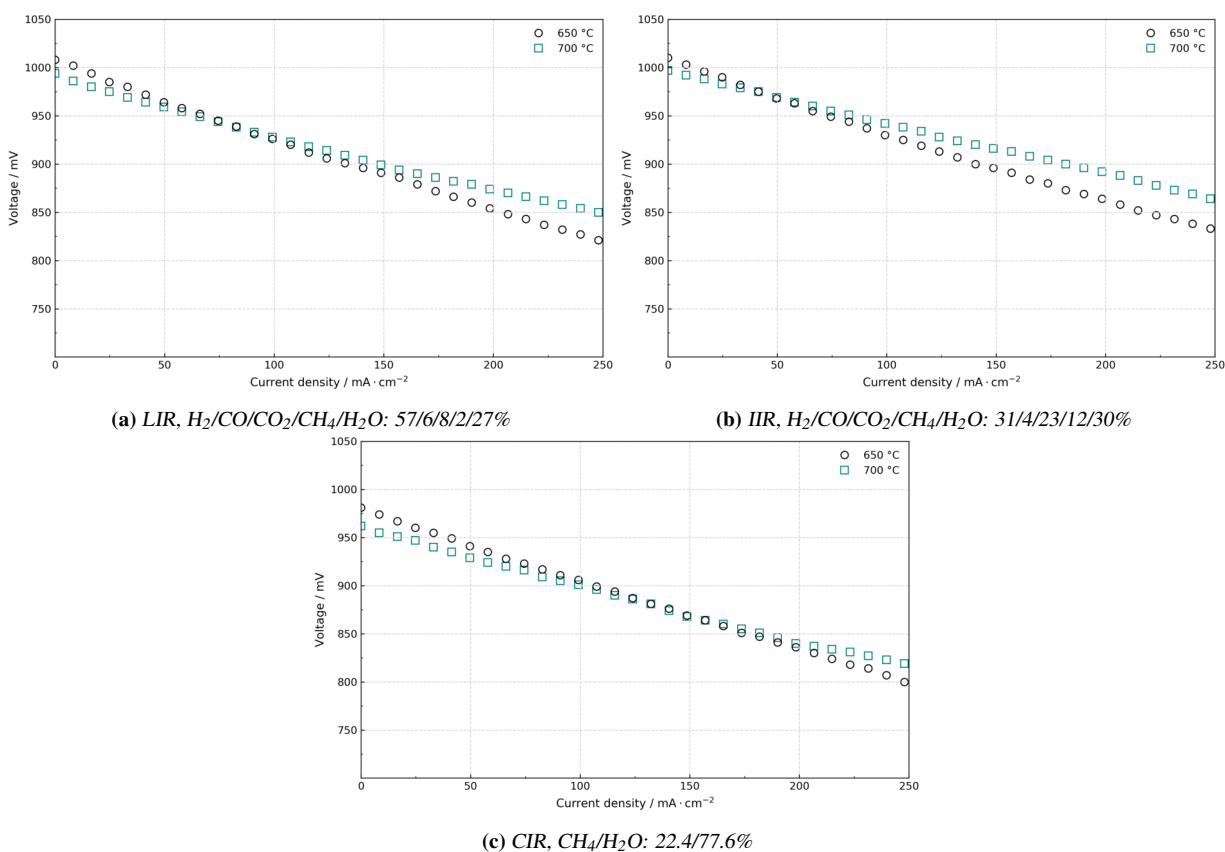 1050
1000
950
900
850
800
750
0
50
100
150
200
250
Voltage / mV
Current density / mA · cm⁻²
650 °C
700 °C
(a) LIR, H₂/CO/CO₂/CH₄/H₂O: 57/6/8/2/27%
1050
1000
950
900
850
800
750
0
50
100
150
200
250
Voltage / mV
Current density / mA · cm⁻²
650 °C
700 °C
(b) IIR, H₂/CO/CO₂/CH₄/H₂O: 31/4/23/12/30%
1050
1000
950
900
850
800
750
0
50
100
150
200
250
Voltage / mV
Current density / mA · cm⁻²
650 °C
700 °C
(c) CIR, CH₄/H₂O: 22.4/77.6%